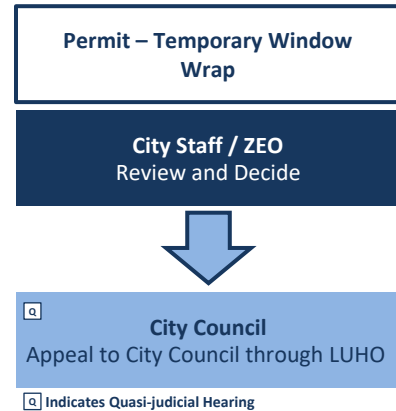 Permit – Temporary Window
Wrap
City Staff / ZEO
Review and Decide
Q
City Council
Appeal to City Council through LUHO
Q Indicates Quasi-judicial Hearing